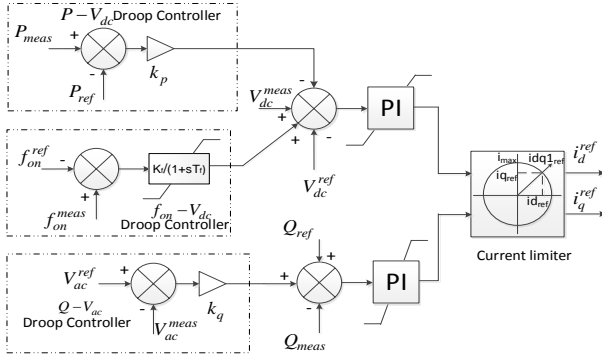 P−V_dc Droop Controller
P_meas
+
-
k_p
P_ref
-
V_dc^meas
+
+
-
PI
V_dc^ref
f_on^ref
-
+
K_f/(1+sT_f)
f_on^meas
f_on−V_dc
Droop Controller
i_max
idq1_ref
iq_ref
id_ref
i_d^ref
i_q^ref
Current limiter
Q_ref
+
V_ac^ref
+
-
k_q
+
-
PI
Q−V_ac
Droop Controller
V_ac^meas
Q_meas